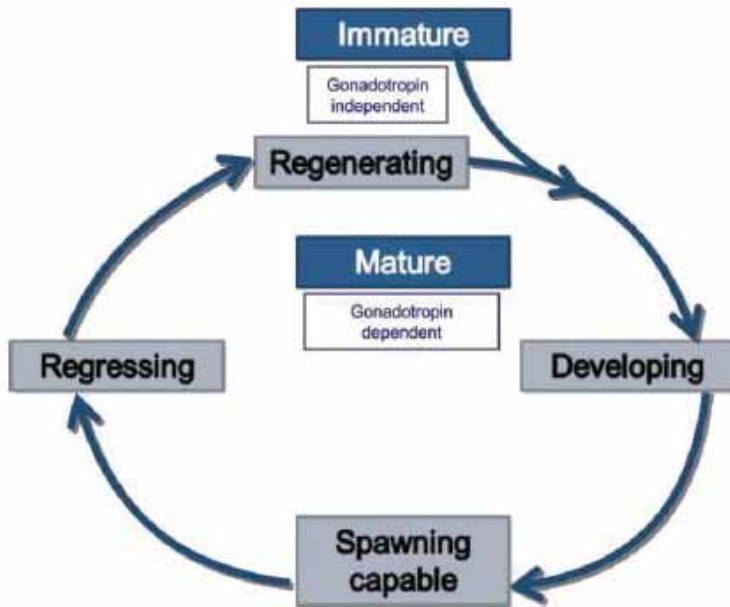 Immature
Gonadotropin
independent
Regenerating
Mature
Gonadotropin
dependent
Regressing
Developing
Spawning
capable